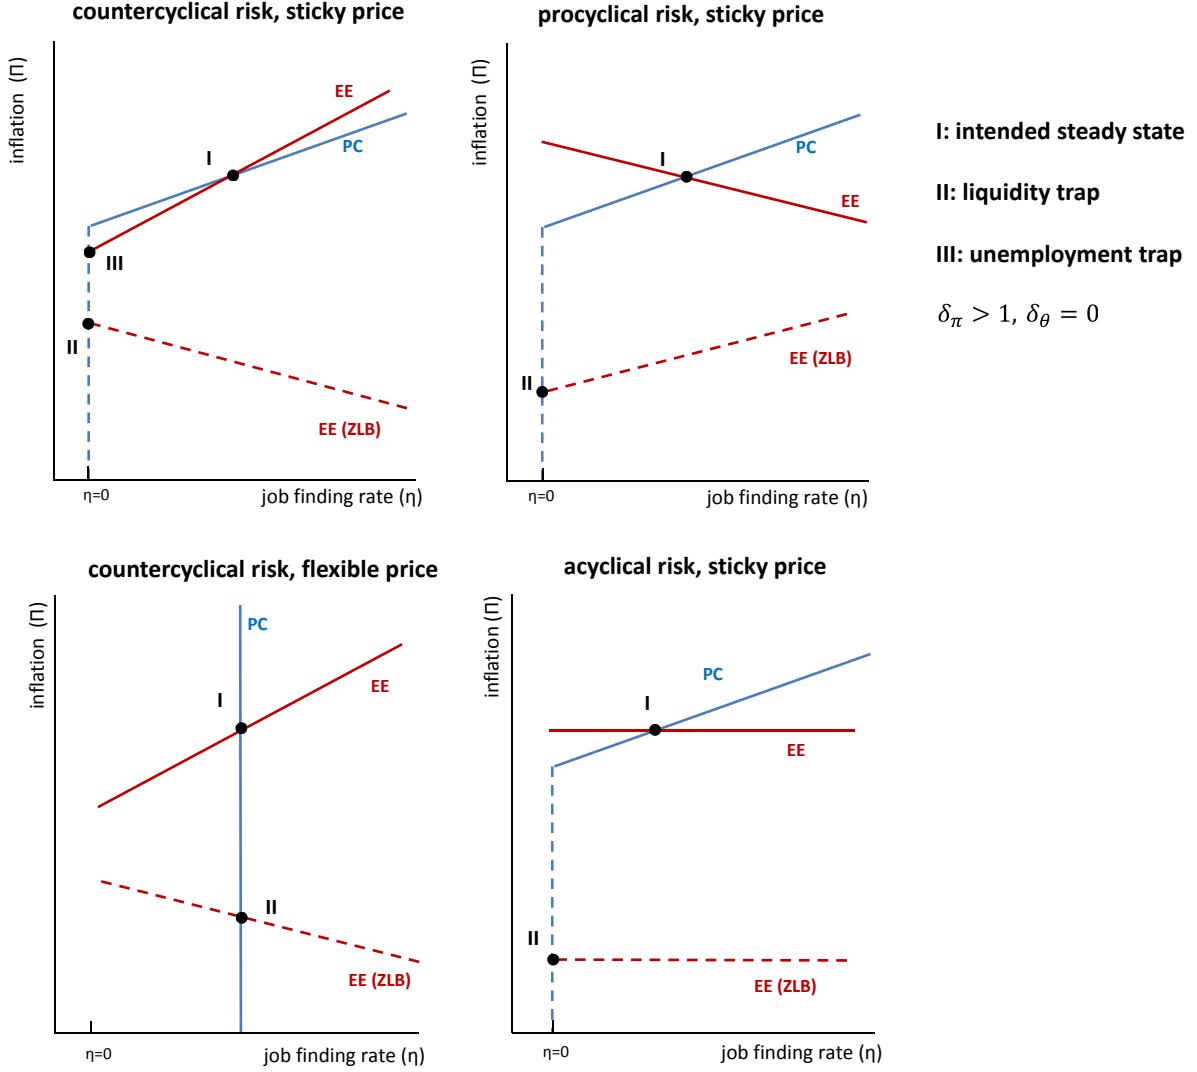 countercyclical risk, sticky price
inflation (Π)
EE
PC
I
III
II
EE (ZLB)
η=0
job finding rate (η)
procyclical risk, sticky price
inflation (Π)
PC
I
EE
EE (ZLB)
II
η=0
job finding rate (η)
I: intended steady state
II: liquidity trap
III: unemployment trap
δπ > 1, δθ = 0
countercyclical risk, flexible price
inflation (Π)
PC
EE
I
II
EE (ZLB)
η=0
job finding rate (η)
acyclical risk, sticky price
inflation (Π)
PC
I
EE
II
EE (ZLB)
η=0
job finding rate (η)